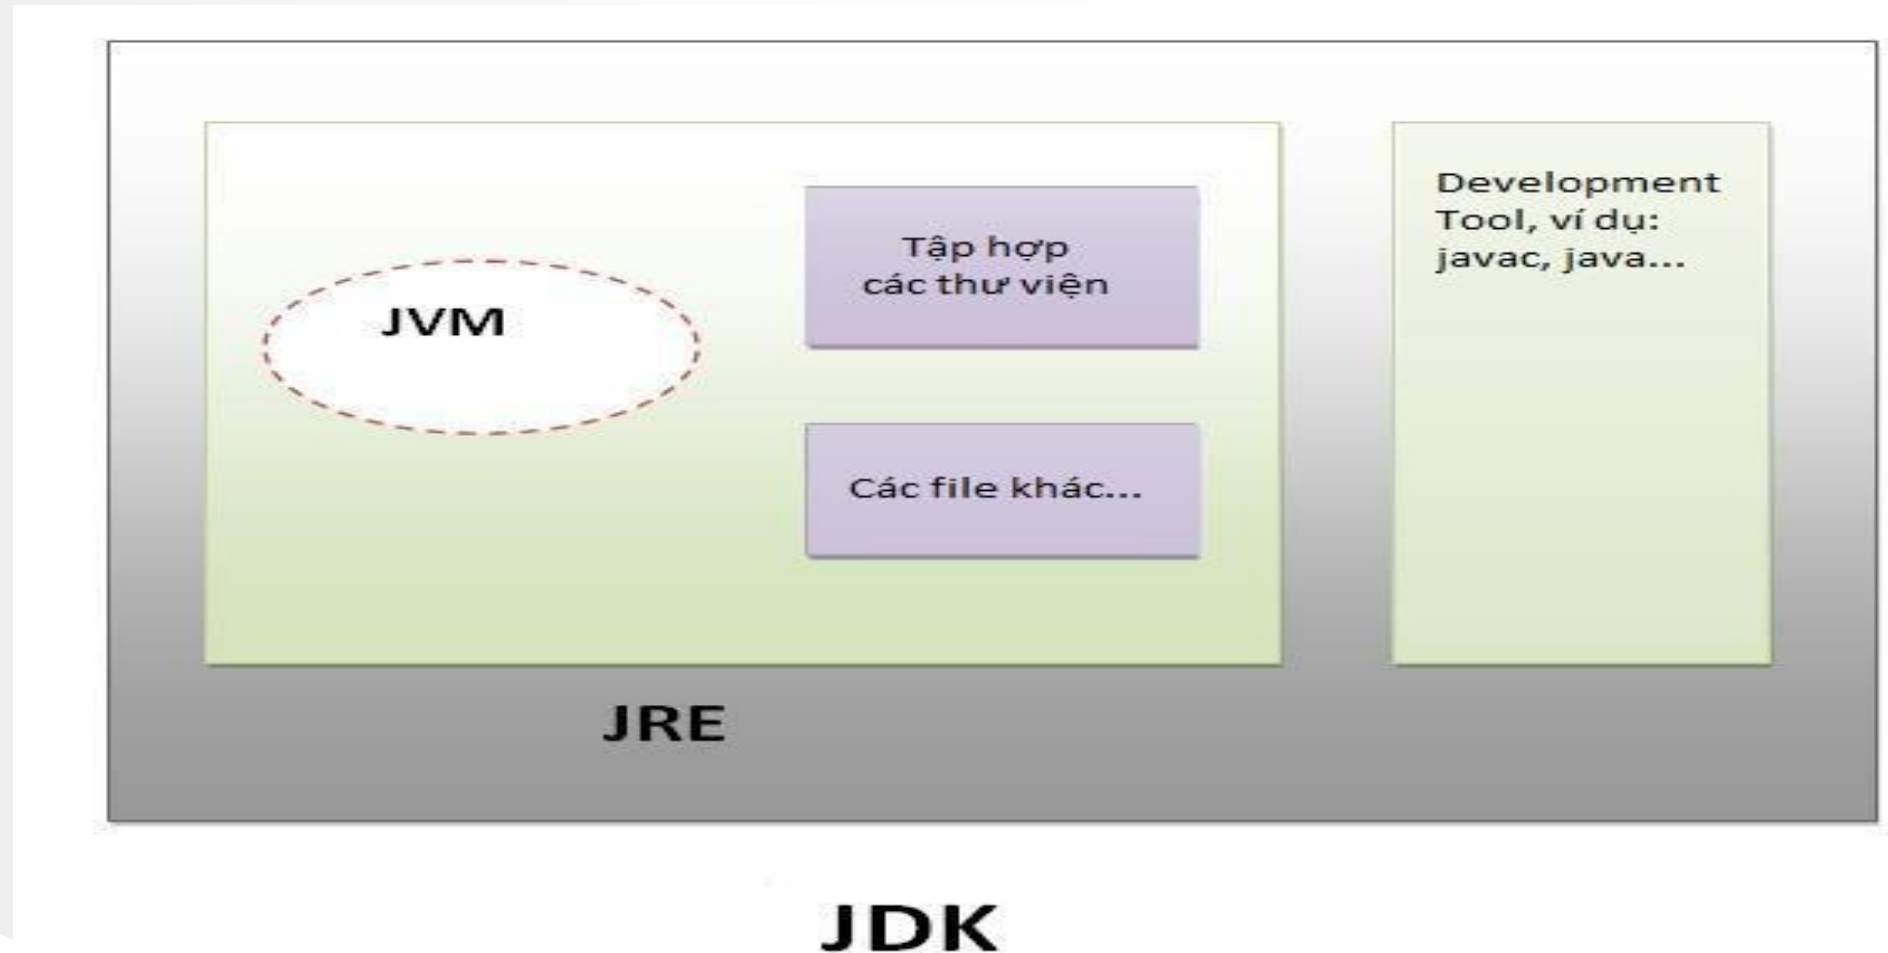 JVM
Tập hợp
các thư viện
Các file khác...
Development
Tool, ví dụ:
javac, java...
JRE
JDK